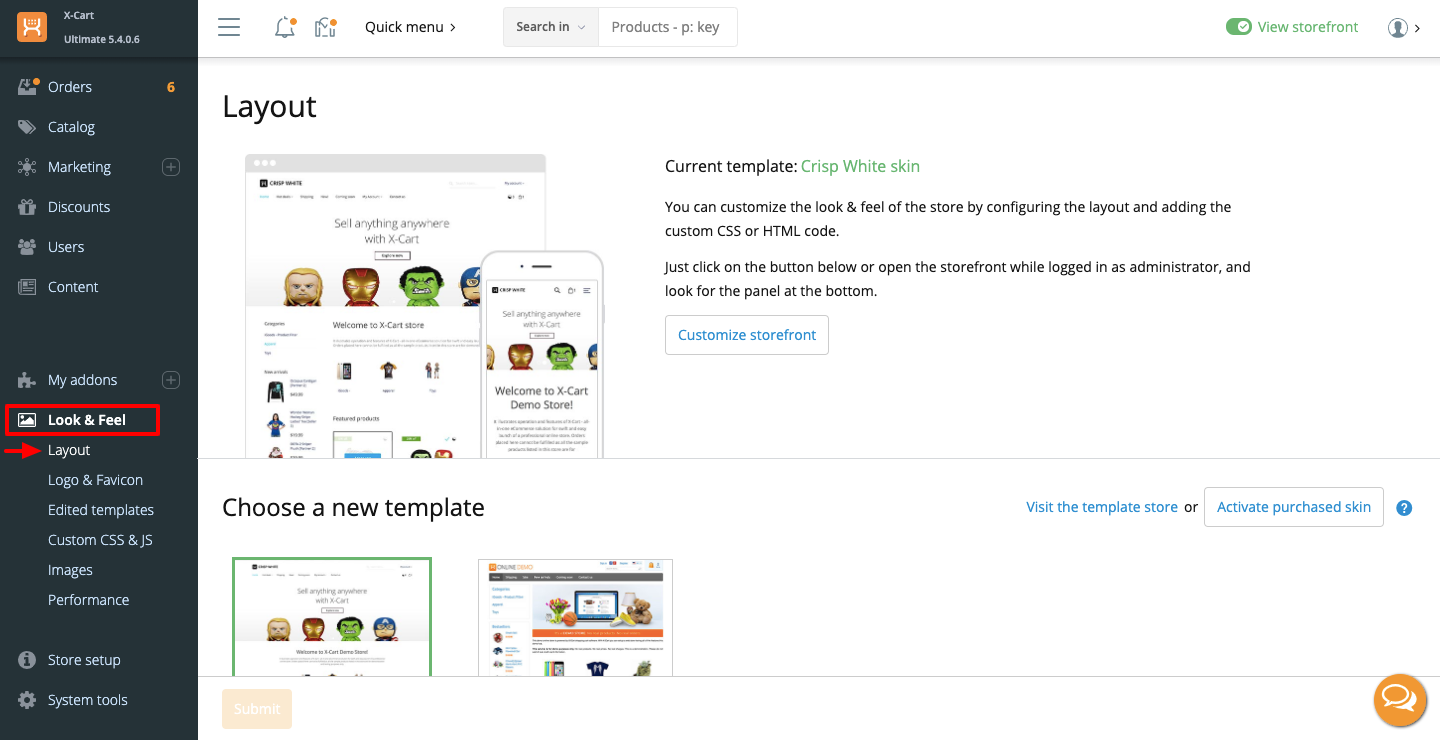 X-Cart
Ultimate 5.4.0.6
Quick menu
Search in
Products - p: key
View storefront
Orders
6
Catalog
Marketing
Discounts
Users
Content
My addons
Look & Feel
Layout
Logo & Favicon
Edited templates
Custom CSS & JS
Images
Performance
Store setup
System tools
Layout
CRISP WHITE
Sell anything anywhere
with X-Cart
Welcome to X-Cart store
Categories
New arrivals
Featured products
CRISP WHITE
Sell anything anywhere
with X-Cart
Welcome to X-Cart
Demo Store!
Current template: Crisp White skin
You can customize the look & feel of the store by configuring the layout and adding the
custom CSS or HTML code.
Just click on the button below or open the storefront while logged in as administrator, and
look for the panel at the bottom.
Customize storefront
Choose a new template
Visit the template store or
Activate purchased skin
?
CRISP WHITE
Sell anything anywhere
with X-Cart
Welcome to X-Cart Demo Store!
ONLINE DEMO
Submit